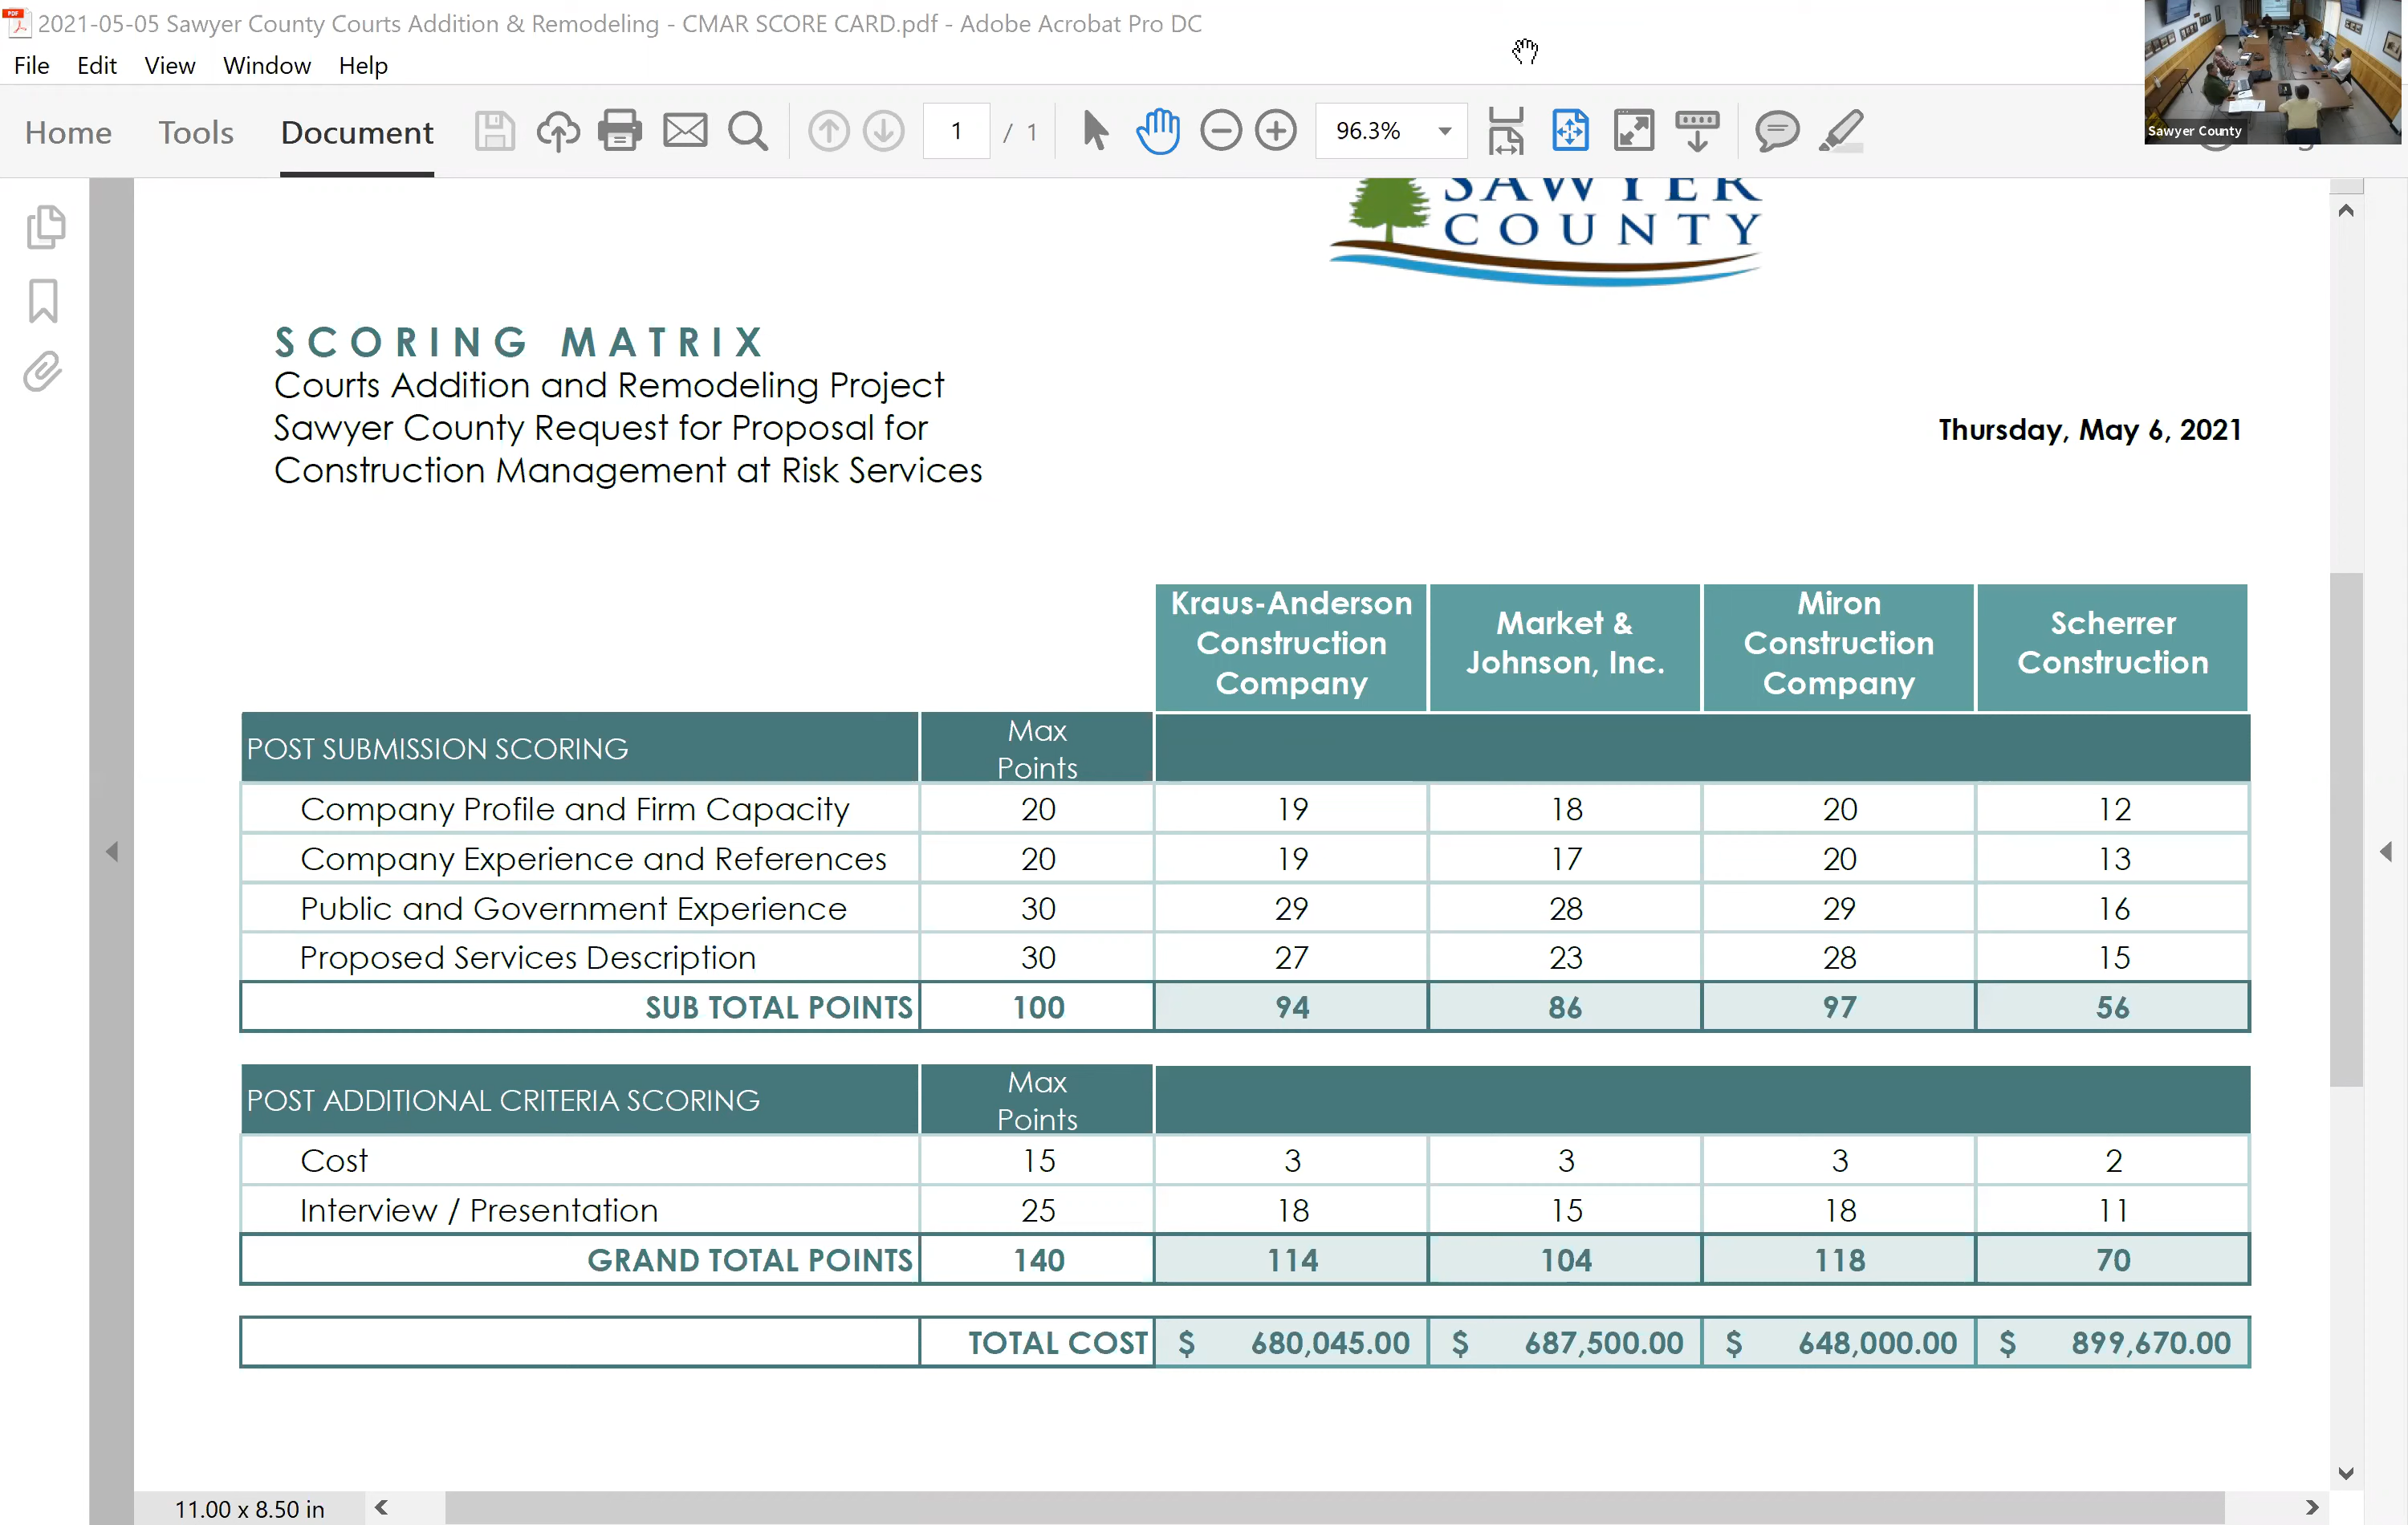 2021-05-05 Sawyer County Courts Addition & Remodeling - CMAR SCORE CARD.pdf - Adobe Acrobat Pro DC
File Edit View Window Help
Home Tools Document 1 / 1 96.3%
Sawyer County
SAWYER
COUNTY
SCORING MATRIX
Courts Addition and Remodeling Project
Sawyer County Request for Proposal for
Construction Management at Risk Services
Thursday, May 6, 2021
Kraus-Anderson Construction Company
Market & Johnson, Inc.
Miron Construction Company
Scherrer Construction
POST SUBMISSION SCORING Max Points
Company Profile and Firm Capacity 20 19 18 20 12
Company Experience and References 20 19 17 20 13
Public and Government Experience 30 29 28 29 16
Proposed Services Description 30 27 23 28 15
SUB TOTAL POINTS 100 94 86 97 56
POST ADDITIONAL CRITERIA SCORING Max Points
Cost 15 3 3 3 2
Interview / Presentation 25 18 15 18 11
GRAND TOTAL POINTS 140 114 104 118 70
TOTAL COST $ 680,045.00 $ 687,500.00 $ 648,000.00 $ 899,670.00
11.00 x 8.50 in